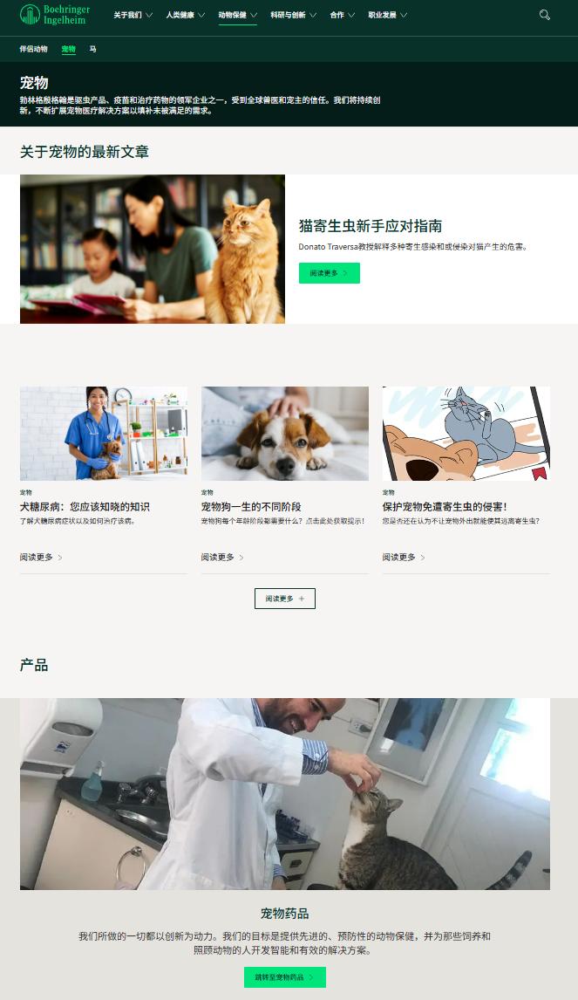 Boehringer
Ingelheim
关于我们
人类健康
动物保健
科研与创新
合作
职业发展
伴侣动物
宠物
马
宠物
勃林格殷格翰是驱虫产品、疫苗和治疗药物的领军企业之一，受到全球兽医和宠主的信任。我们将持续创
新，不断扩展宠物医疗解决方案以填补未被满足的需求。
关于宠物的最新文章
猫寄生虫新手应对指南
Donato Traversa教授解释多种寄生感染和或侵染对猫产生的危害。
阅读更多
宠物
犬糖尿病：您应该知晓的知识
了解犬糖尿病症状以及如何治疗该病。
阅读更多
宠物
宠物狗一生的不同阶段
宠物狗每个年龄阶段都需要什么？点击此处获取提示！
阅读更多
宠物
保护宠物免遭寄生虫的侵害！
您是否还在认为不让宠物外出就能使其远离寄生虫？
阅读更多
阅读更多
产品
宠物药品
我们所做的一切都以创新为动力。我们的目标是提供先进的、预防性的动物保健，并为那些饲养和
照顾动物的人开发智能和有效的解决方案。
跳转至宠物药品